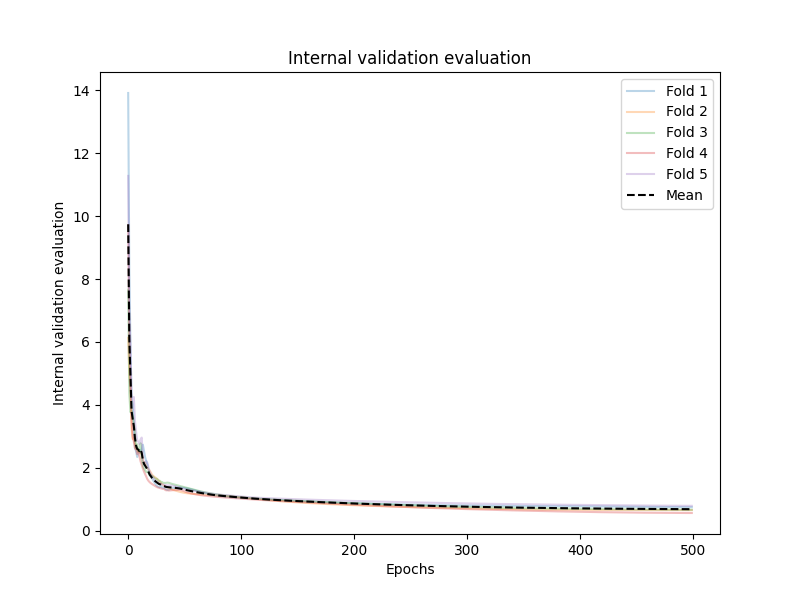 Internal validation evaluation
Internal validation evaluation
14
12
10
8
6
4
2
0
Fold 1
Fold 2
Fold 3
Fold 4
Fold 5
Mean
0 100 200 300 400 500
Epochs